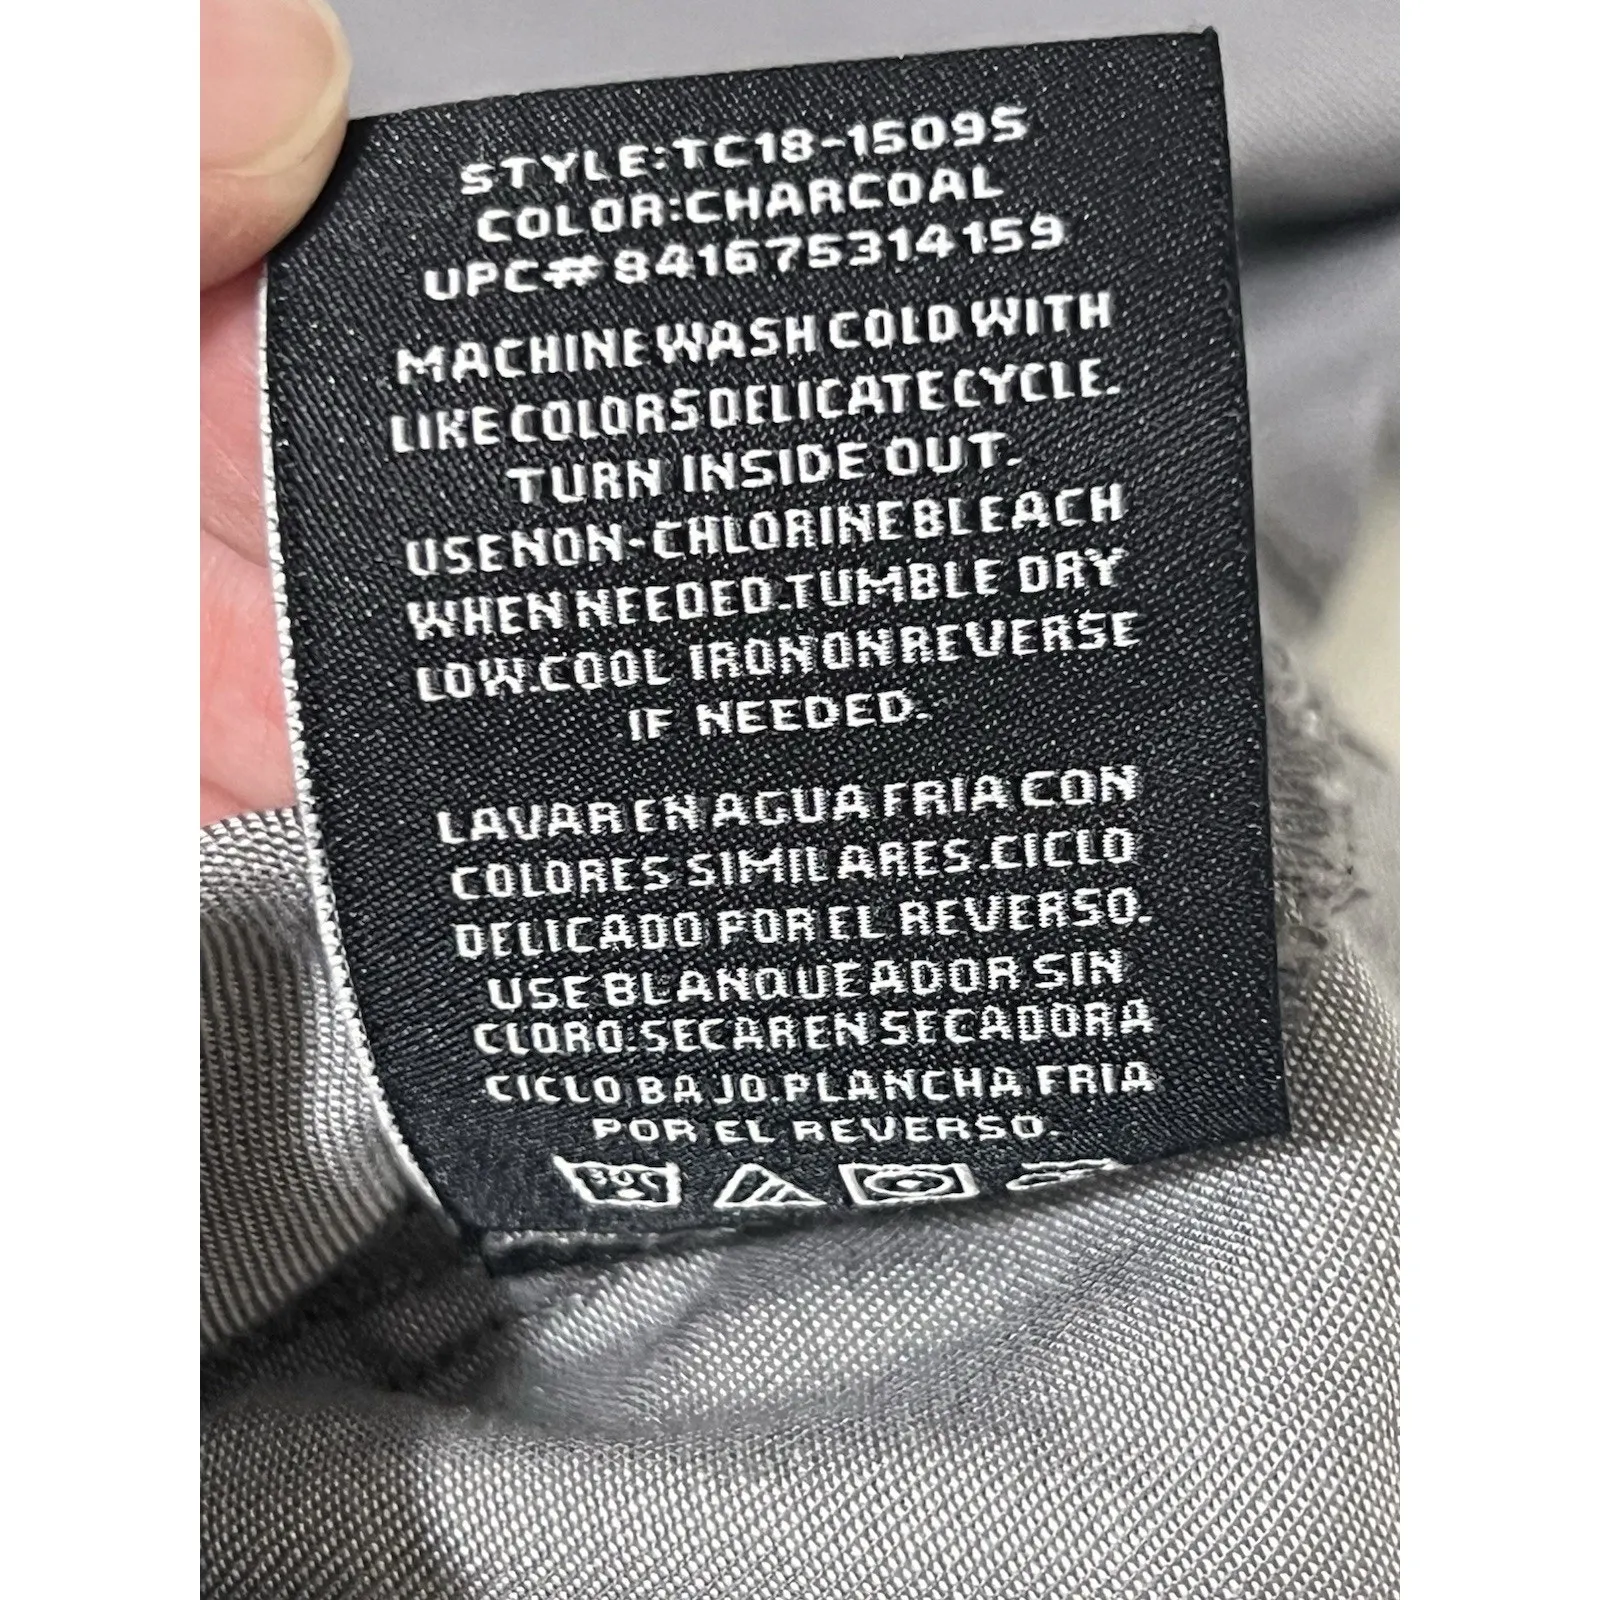 STYLE:TC18-1509S
COLOR:CHARCOAL
UPC#841675314159
MACHINE WASH COLD WITH
LIKE COLORS DELICATE CYCLE.
TURN INSIDE OUT.
USE NON-CHLORINE BLEACH
WHEN NEEDED.TUMBLE DRY
LOW.COOL IRON ON REVERSE
IF NEEDED.
LAVAR EN AGUA FRIA CON
COLORES SIMILARES.CICLO
DELICADO POR EL REVERSO.
USE BLANQUEADOR SIN
CLORO.SECAR EN SECADORA
CICLO BAJO.PLANCHA FRIA
POR EL REVERSO.
30C